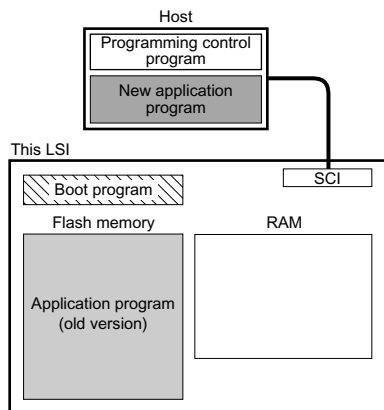 Host
Programming control
program
New application
program
This LSI
SCI
Boot program
Flash memory
RAM
Application program
(old version)